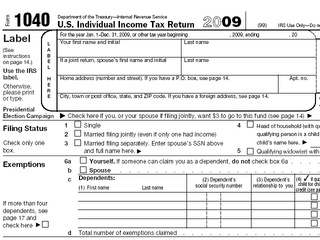 Form 1040 Department of the Treasury—Internal Revenue Service
U.S. Individual Income Tax Return 2009 (99) IRS Use Only—Do n
For the year Jan. 1–Dec. 31, 2009, or other tax year beginning , 2009, ending , 20
Label
(See instructions on page 14.)
Use the IRS label.
Otherwise, please print or type.
LABEL HERE
Your first name and initial Last name
If a joint return, spouse's first name and initial Last name
Home address (number and street). If you have a P.O. box, see page 14. Apt. no.
City, town or post office, state, and ZIP code. If you have a foreign address, see page 14.
Presidential
Election Campaign ▶ Check here if you, or your spouse if filing jointly, want $3 to go to this fund (see page 14) ▶
Filing Status
Check only one box.
1 Single
2 Married filing jointly (even if only one had income)
3 Married filing separately. Enter spouse's SSN above
and full name here. ▶
4 Head of household (with q
qualifying person is a c
child's name here. ▶
5 Qualifying widow(er) with
Exemptions
6a Yourself. If someone can claim you as a dependent, do not check box 6a
b Spouse
c Dependents:
(1) First name Last name
(2) Dependent's
social security number
(3) Dependent's
relationship to you
(4) ✓ if qua
child for chi
If more than four dependents, see page 17 and check here ▶
d Total number of exemptions claimed